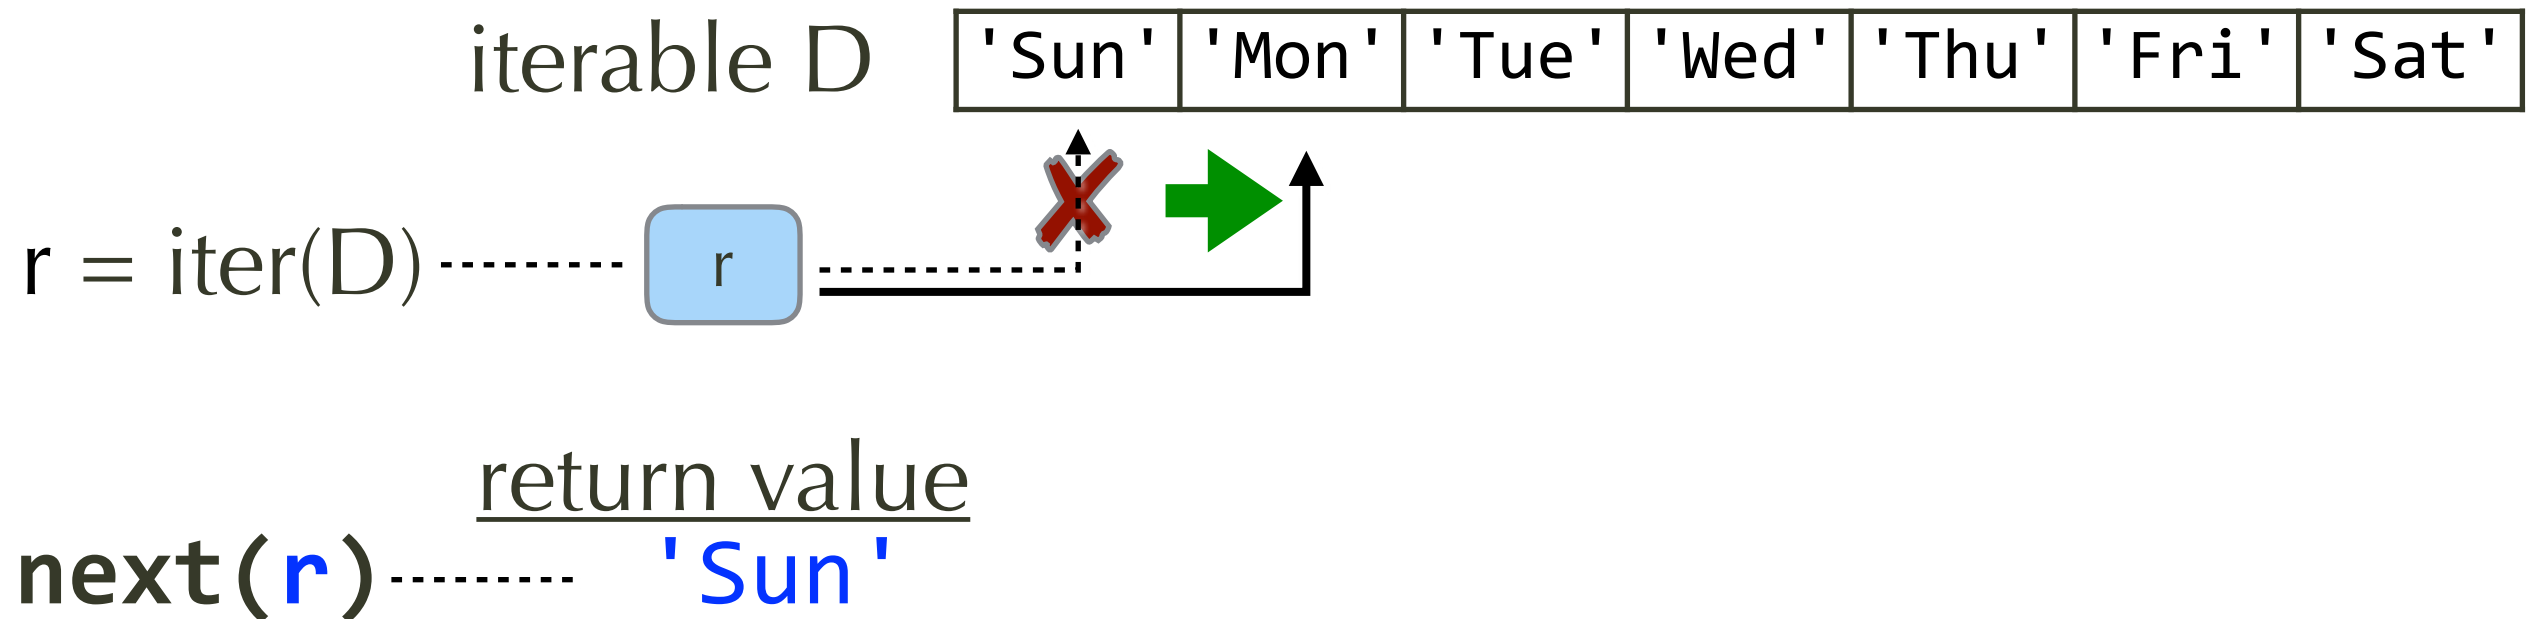 iterable D 'Sun' 'Mon' 'Tue' 'Wed' 'Thu' 'Fri' 'Sat'
r = iter(D) r
return value
next(r) 'Sun'